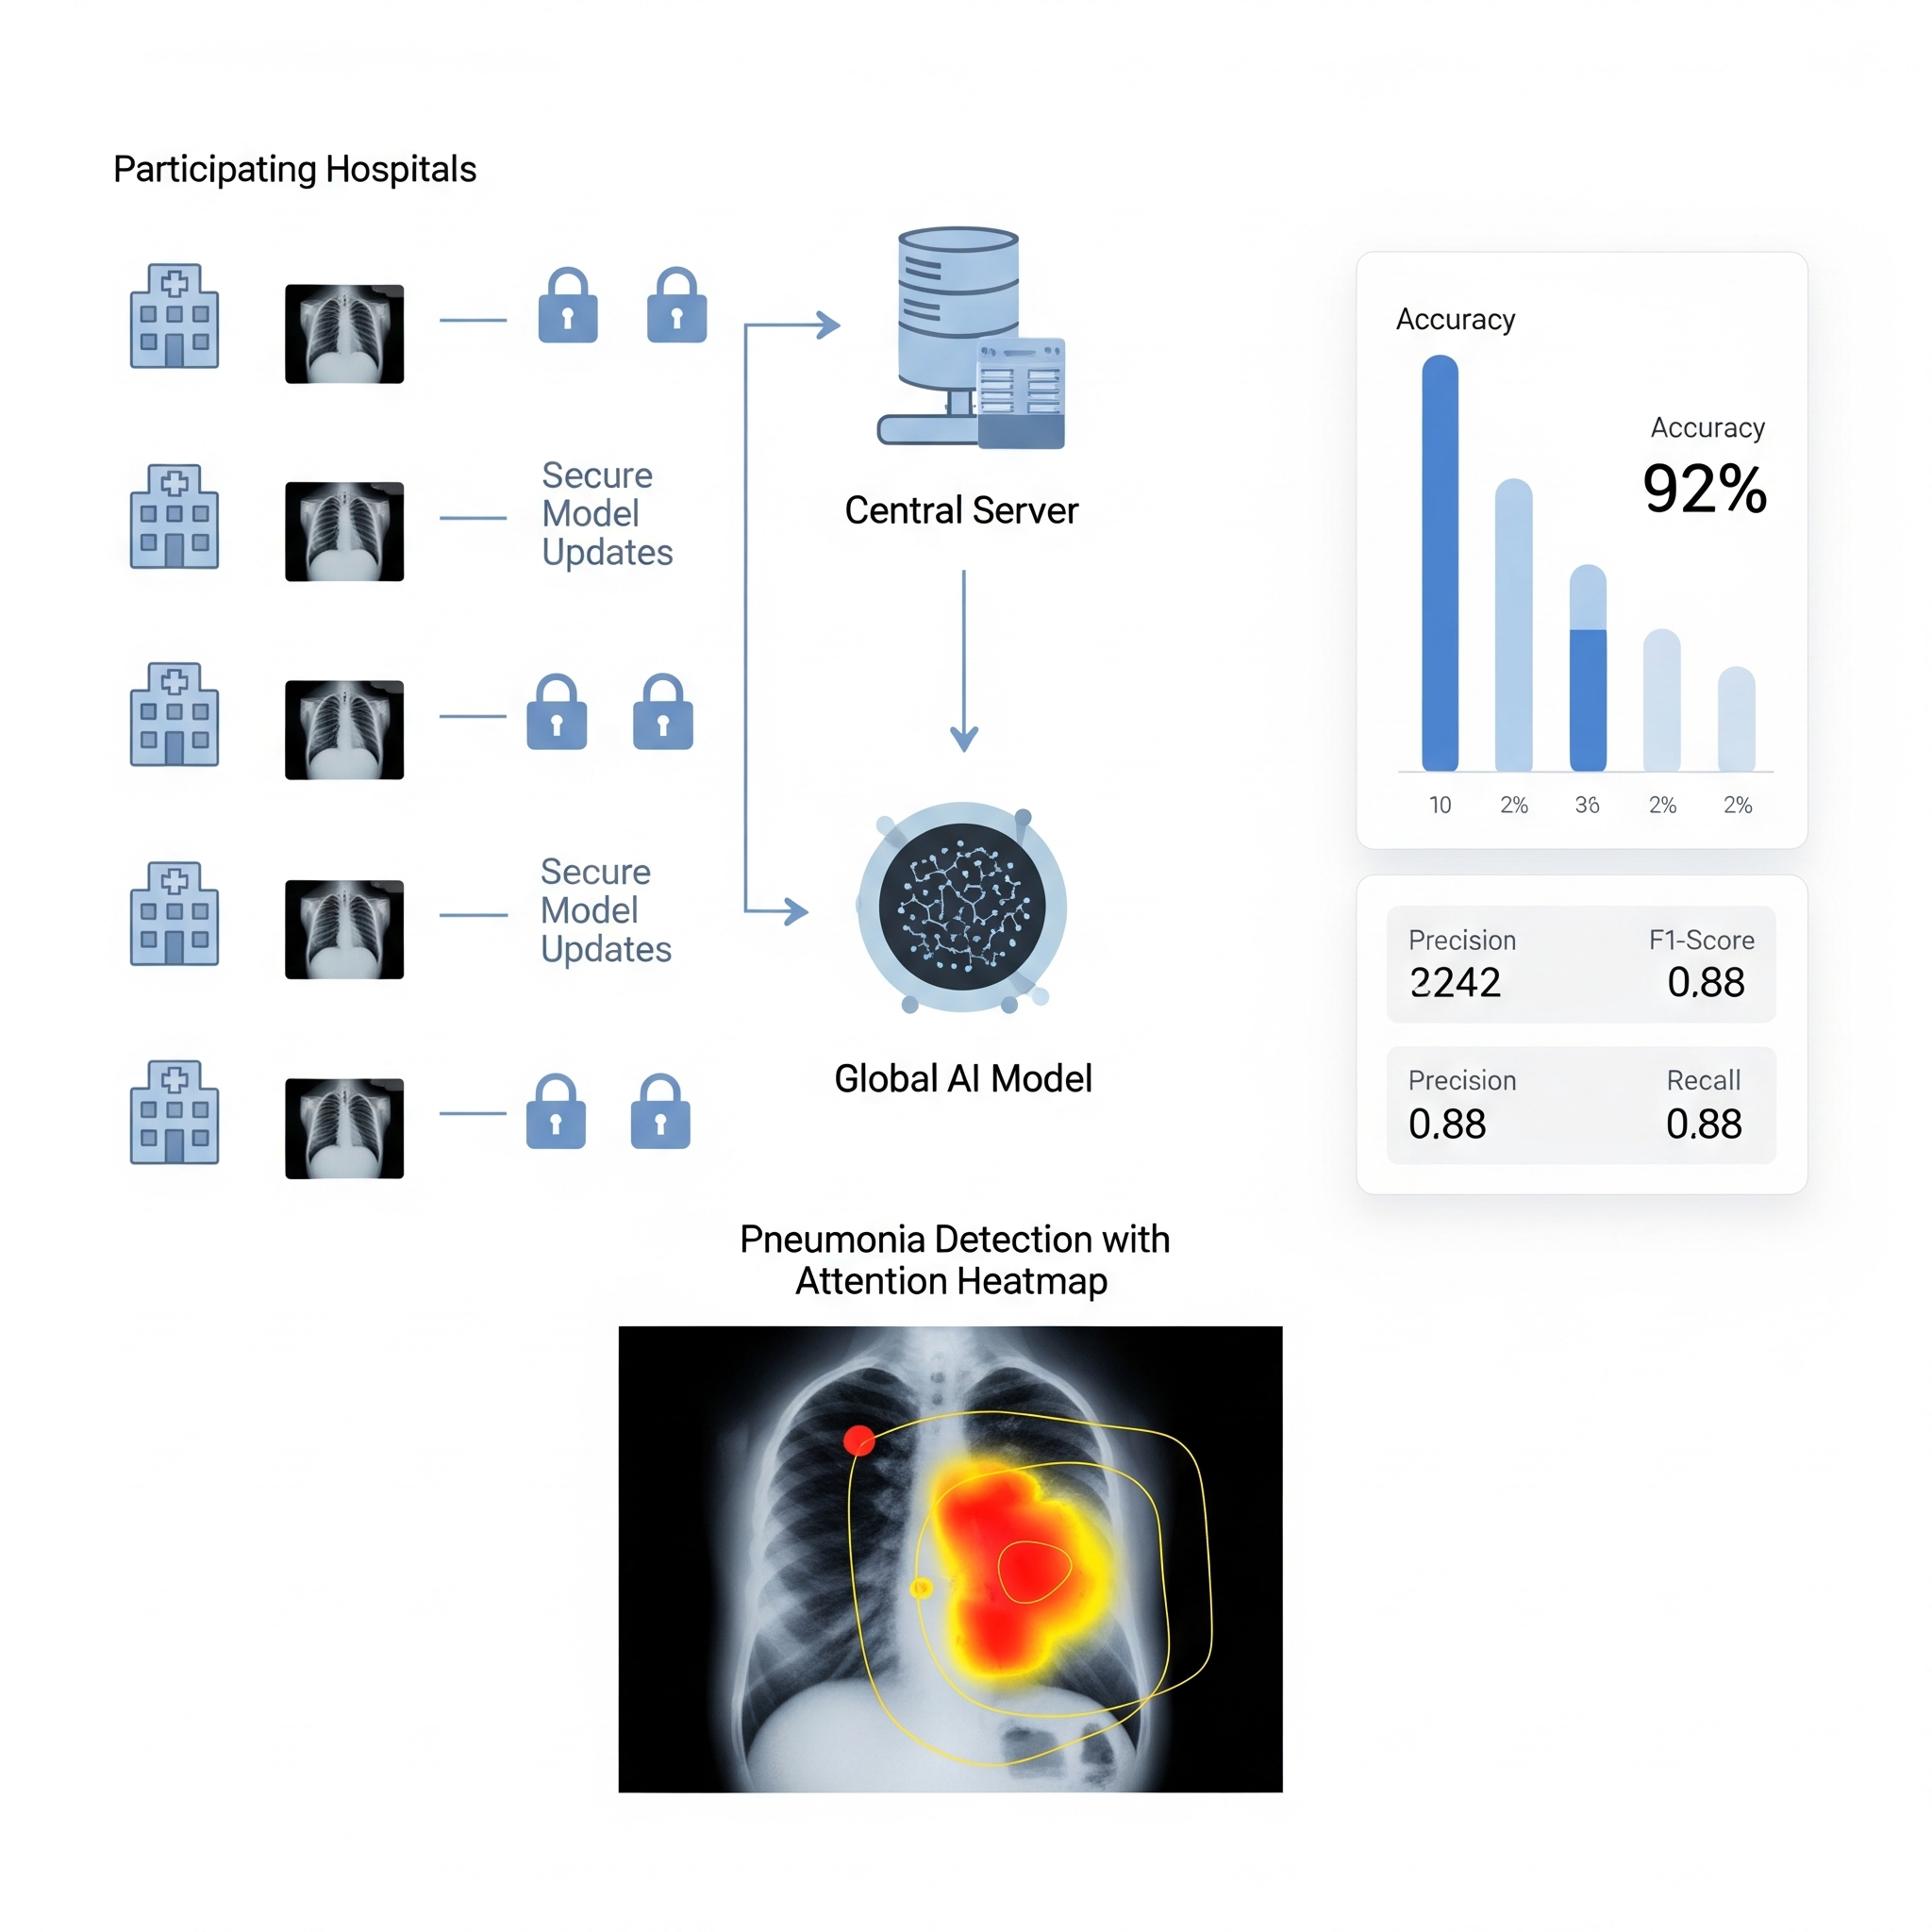 Participating Hospitals
Secure
Model
Updates
Secure
Model
Updates
Central Server
Global AI Model
Accuracy
Accuracy
92%
10 2% 36 2% 2%
Precision F1-Score
2242 0.88
Precision Recall
0.88 0.88
Pneumonia Detection with
Attention Heatmap